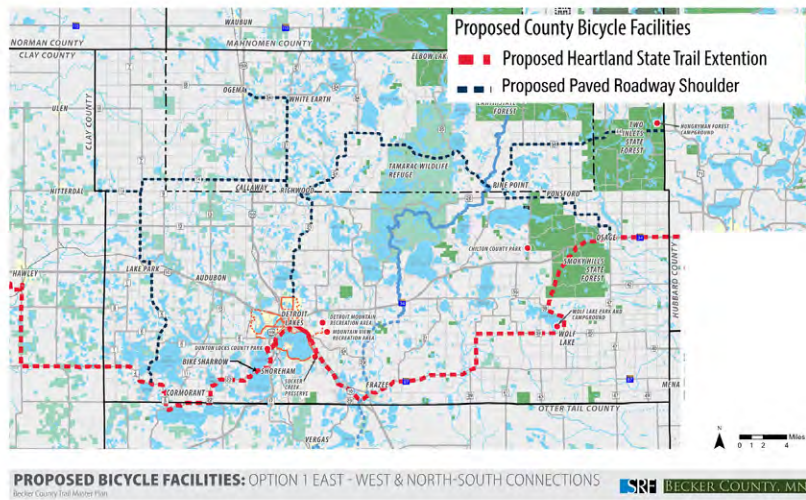 Proposed County Bicycle Facilities
Proposed Heartland State Trail Extention
Proposed Paved Roadway Shoulder
WAUBUN
NORMAN COUNTY
MAHNOMEN COUNTY
CLAY COUNTY
ELBOW LAKE
FOREST
OGEMA
WHITE EARTH
ULEN
CLAY COUNTY
TWO
INLETS
STATE
FOREST
HUNGRYMAN FOREST
CAMPGROUND
TAMARAC WILDLIFE
REFUGE
HITTERDAL
CALLAWAY
RICHWOOD
PINE POINT
PONSFORD
OSAGE
CHILTON COUNTY PARK
SMOKY HILLS
STATE
FOREST
HUBBARD COUNTY
HAWLEY
LAKE PARK
AUDUBON
DETROIT
LAKES
DETROIT MOUNTAIN
RECREATION AREA
MOUNTAIN VIEW
RECREATION AREA
WOLF LAKE PARK AND
CAMPGROUND
WOLF
LAKE
DUNTON LOCKS COUNTY PARK
BIKE SHARROW
SHOREHAM
SUCKER
CREEK
PRESERVE
CORMORANT
FRAZEE
OTTER TAIL COUNTY
VERGAS
N
0 1 2 4 Miles
PROPOSED BICYCLE FACILITIES: OPTION 1 EAST - WEST & NORTH-SOUTH CONNECTIONS
Becker County Trail Master Plan
SRF BECKER COUNTY, MN